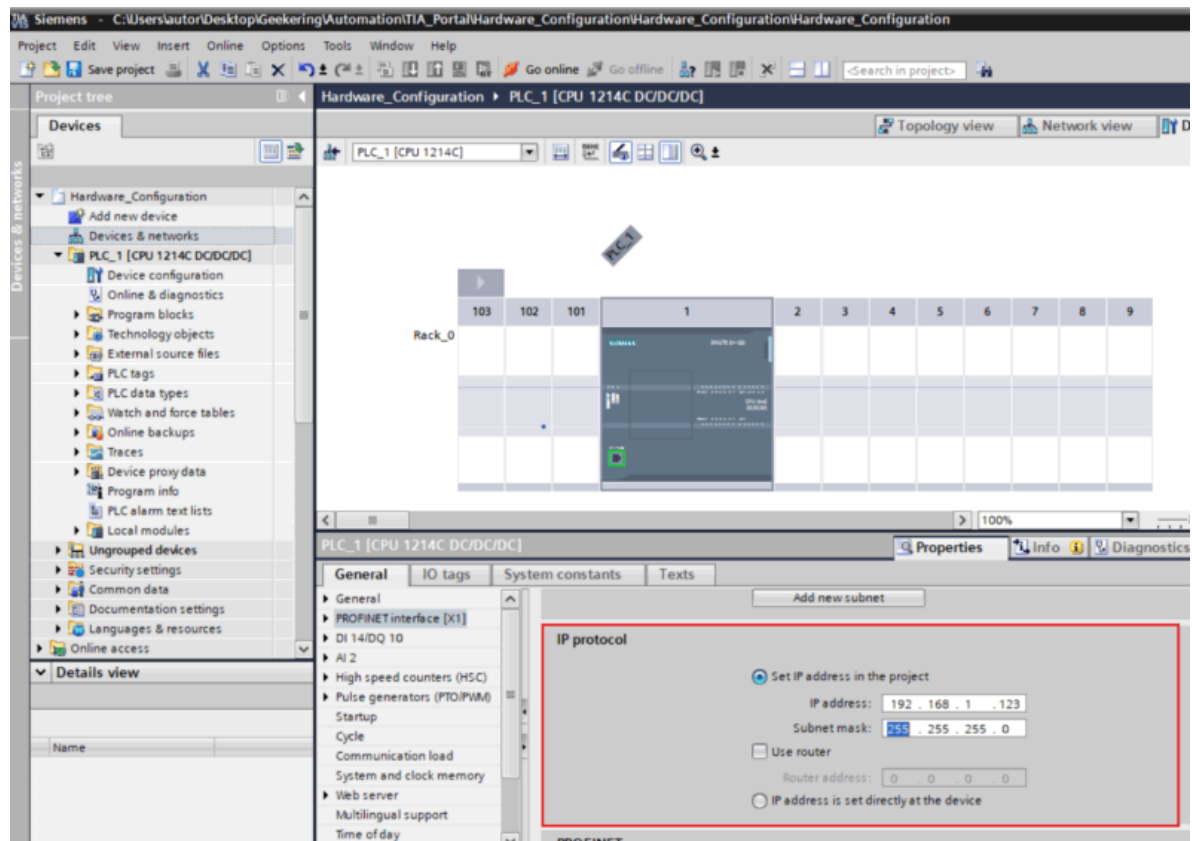 Siemens - C:\Users\autor\Desktop\Geekering\Automation\TIA_Portal\Hardware_Configuration\Hardware_Configuration\Hardware_Configuration
Project Edit View Insert Online Options Tools Window Help
Save project Go online Go offline <Search in project>
Project tree
Hardware_Configuration PLC_1 [CPU 1214C DC/DC/DC]
Devices
Topology view Network view D
PLC_1 [CPU 1214C]
Devices & networks
Hardware_Configuration
Add new device
Devices & networks
PLC_1 [CPU 1214C DC/DC/DC]
Device configuration
Online & diagnostics
Program blocks
Technology objects
External source files
PLC tags
PLC data types
Watch and force tables
Online backups
Traces
Device proxy data
Program info
PLC alarm text lists
Local modules
Ungrouped devices
Security settings
Common data
Documentation settings
Languages & resources
Online access
Details view
Name
PLC_1
103 102 101 1 2 3 4 5 6 7 8 9
Rack_0
SIEMENS
100%
PLC_1 [CPU 1214C DC/DC/DC]
Properties Info Diagnostics
General IO tags System constants Texts
General
PROFINET interface [X1]
DI 14/DQ 10
AI 2
High speed counters (HSC)
Pulse generators (PTO/PWM)
Startup
Cycle
Communication load
System and clock memory
Web server
Multilingual support
Time of day
Add new subnet
IP protocol
Set IP address in the project
IP address: 192 . 168 . 1 . 123
Subnet mask: 255 . 255 . 255 . 0
Use router
Router address: 0 . 0 . 0 . 0
IP address is set directly at the device
PROFINET